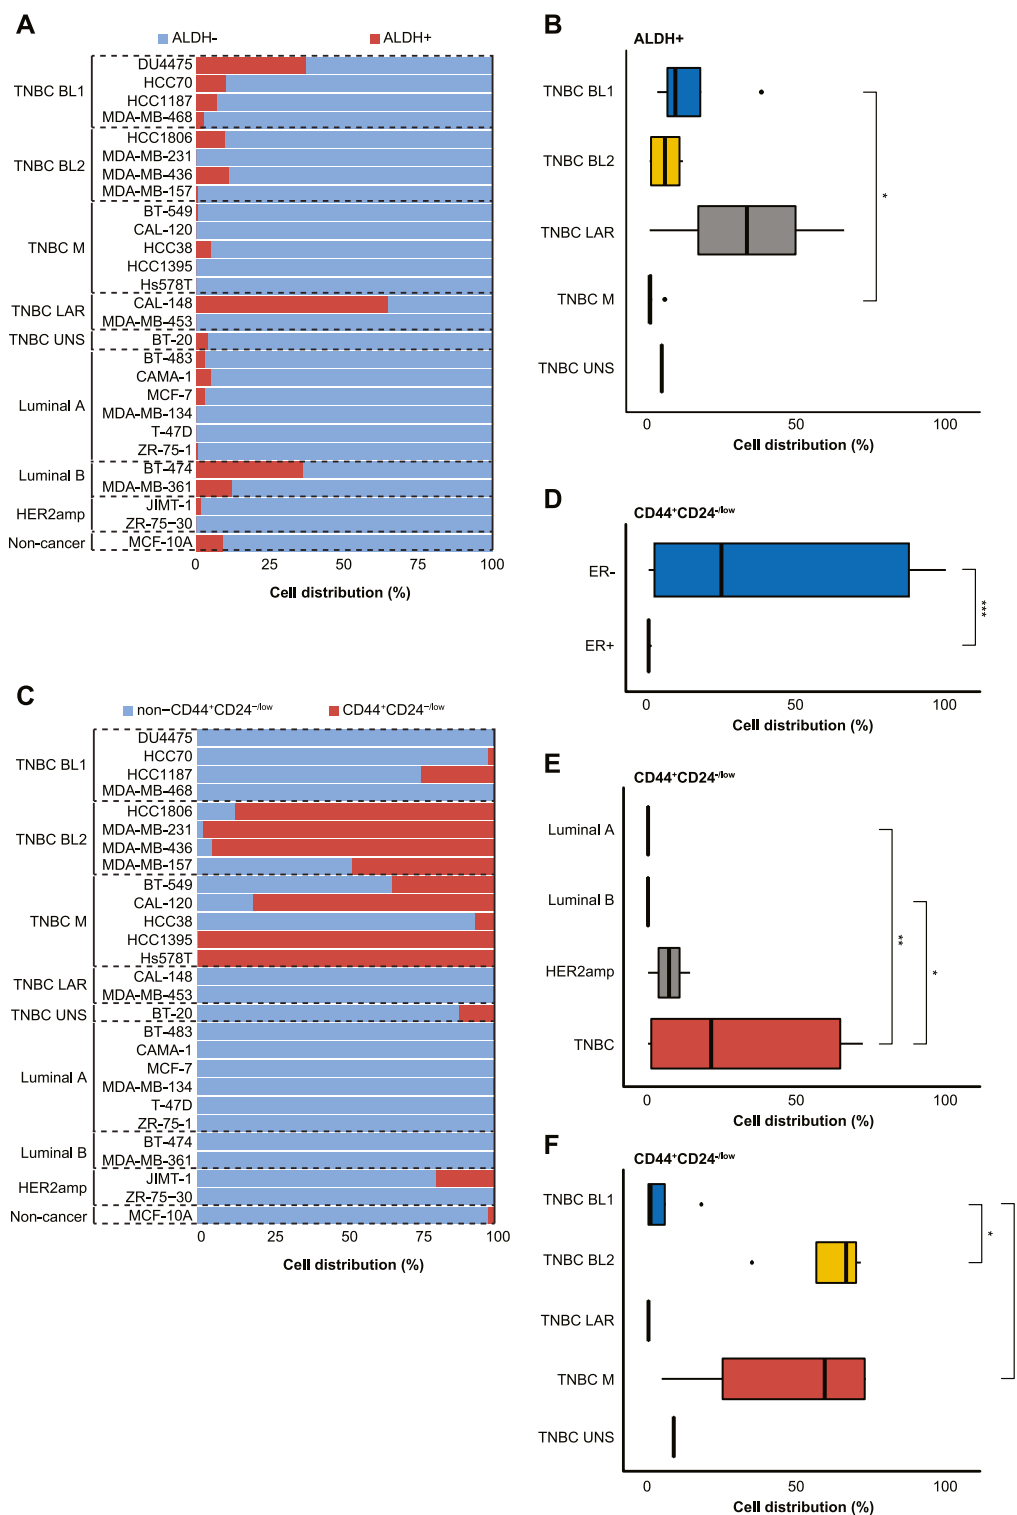 A
ALDH- ALDH+
TNBC BL1
DU4475
HCC70
HCC1187
MDA-MB-468
TNBC BL2
HCC1806
MDA-MB-231
MDA-MB-436
MDA-MB-157
TNBC M
BT-549
CAL-120
HCC38
HCC1395
Hs578T
TNBC LAR
CAL-148
MDA-MB-453
TNBC UNS
BT-20
Luminal A
BT-483
CAMA-1
MCF-7
MDA-MB-134
T-47D
ZR-75-1
Luminal B
BT-474
MDA-MB-361
HER2amp
JIMT-1
ZR-75-30
Non-cancer
MCF-10A
0 25 50 75 100
Cell distribution (%)
B
ALDH+
TNBC BL1
TNBC BL2
TNBC LAR
TNBC M
TNBC UNS
*
0 50 100
Cell distribution (%)
C
non−CD44⁺CD24⁻/low CD44⁺CD24⁻/low
TNBC BL1
DU4475
HCC70
HCC1187
MDA-MB-468
TNBC BL2
HCC1806
MDA-MB-231
MDA-MB-436
MDA-MB-157
TNBC M
BT-549
CAL-120
HCC38
HCC1395
Hs578T
TNBC LAR
CAL-148
MDA-MB-453
TNBC UNS
BT-20
Luminal A
BT-483
CAMA-1
MCF-7
MDA-MB-134
T-47D
ZR-75-1
Luminal B
BT-474
MDA-MB-361
HER2amp
JIMT-1
ZR-75−30
Non-cancer
MCF-10A
0 25 50 75 100
Cell distribution (%)
D
CD44⁺CD24⁻/low
ER-
ER+
***
0 50 100
Cell distribution (%)
E
CD44⁺CD24⁻/low
Luminal A
Luminal B
HER2amp
TNBC
**
*
0 50 100
Cell distribution (%)
F
CD44⁺CD24⁻/low
TNBC BL1
TNBC BL2
TNBC LAR
TNBC M
TNBC UNS
*
0 50 100
Cell distribution (%)